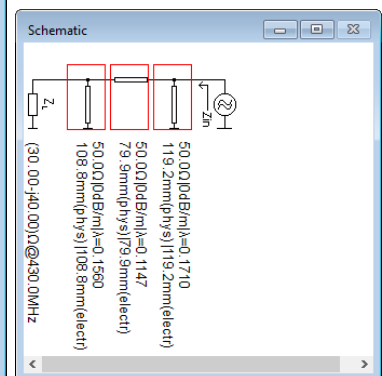 Schematic
ZL
Zin
50.0Ω|0dB/m|λ=0.1710
119.2mm(phys)|119.2mm(electr)
50.0Ω|0dB/m|λ=0.1147
79.9mm(phys)|79.9mm(electr)
50.0Ω|0dB/m|λ=0.1560
108.8mm(phys)|108.8mm(electr)
(30.00-j40.00)Ω@430.0MHz